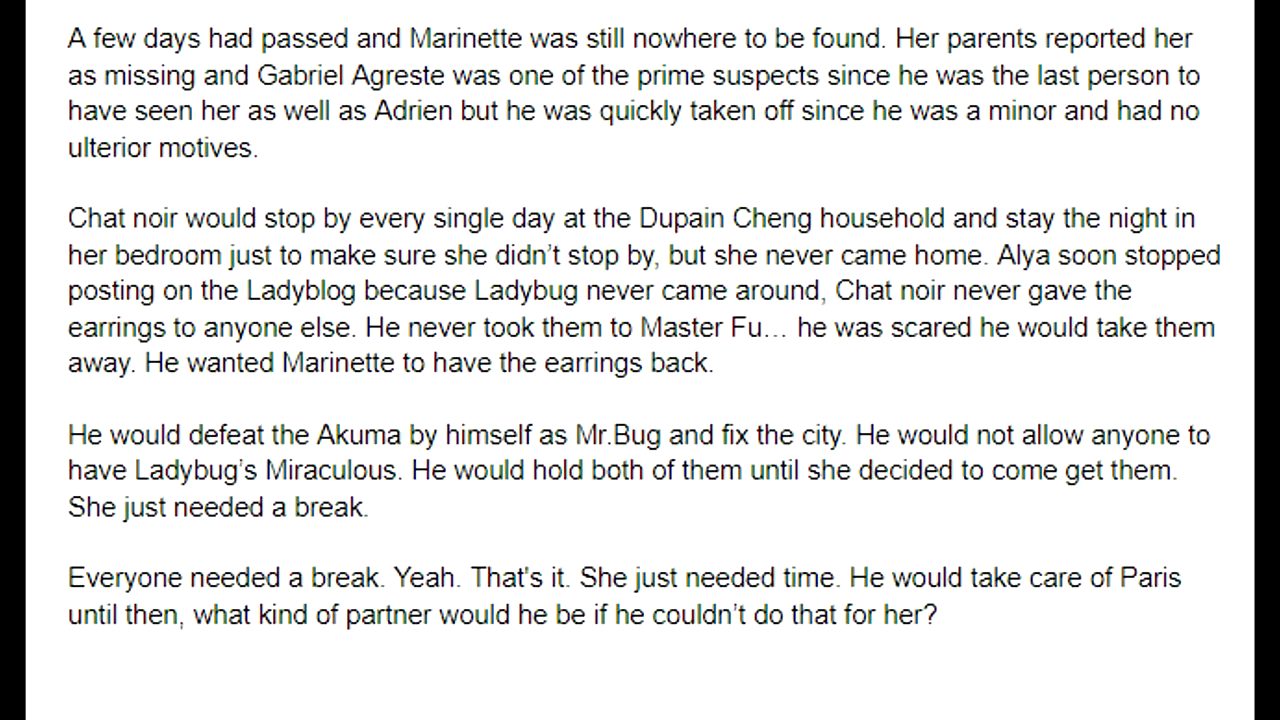 A few days had passed and Marinette was still nowhere to be found. Her parents reported her
as missing and Gabriel Agreste was one of the prime suspects since he was the last person to
have seen her as well as Adrien but he was quickly taken off since he was a minor and had no
ulterior motives.
Chat noir would stop by every single day at the Dupain Cheng household and stay the night in
her bedroom just to make sure she didn’t stop by, but she never came home. Alya soon stopped
posting on the Ladyblog because Ladybug never came around, Chat noir never gave the
earrings to anyone else. He never took them to Master Fu… he was scared he would take them
away. He wanted Marinette to have the earrings back.
He would defeat the Akuma by himself as Mr.Bug and fix the city. He would not allow anyone to
have Ladybug’s Miraculous. He would hold both of them until she decided to come get them.
She just needed a break.
Everyone needed a break. Yeah. That's it. She just needed time. He would take care of Paris
until then, what kind of partner would he be if he couldn’t do that for her?